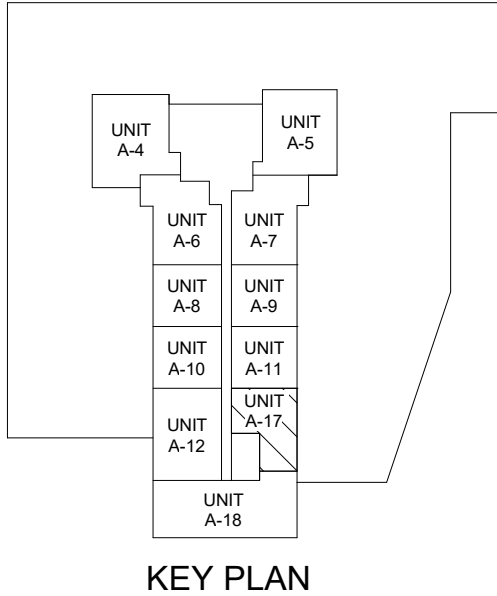 UNIT
A-4
UNIT
A-5
UNIT
A-6
UNIT
A-7
UNIT
A-8
UNIT
A-9
UNIT
A-10
UNIT
A-11
UNIT
A-12
UNIT
A-17
UNIT
A-18
KEY PLAN